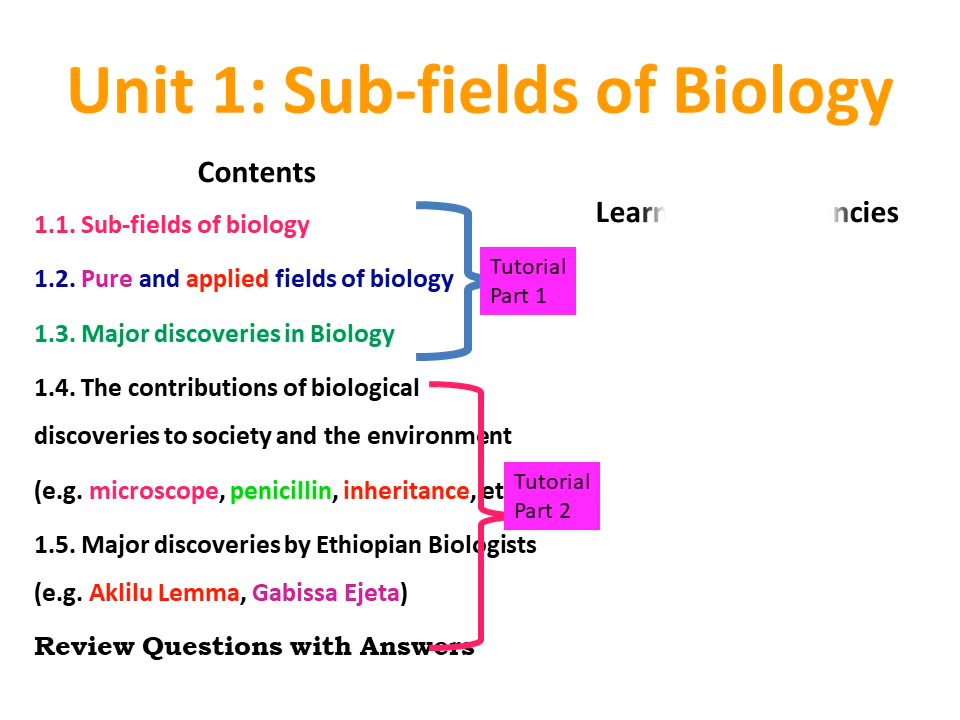 Unit 1: Sub-fields of Biology
Contents
1.1. Sub-fields of biology
1.2. Pure and applied fields of biology
1.3. Major discoveries in Biology
1.4. The contributions of biological
discoveries to society and the environment
(e.g. microscope, penicillin, inheritance, et
1.5. Major discoveries by Ethiopian Biologists
(e.g. Aklilu Lemma, Gabissa Ejeta)
Review Questions with Answers
Tutorial
Part 1
Tutorial
Part 2